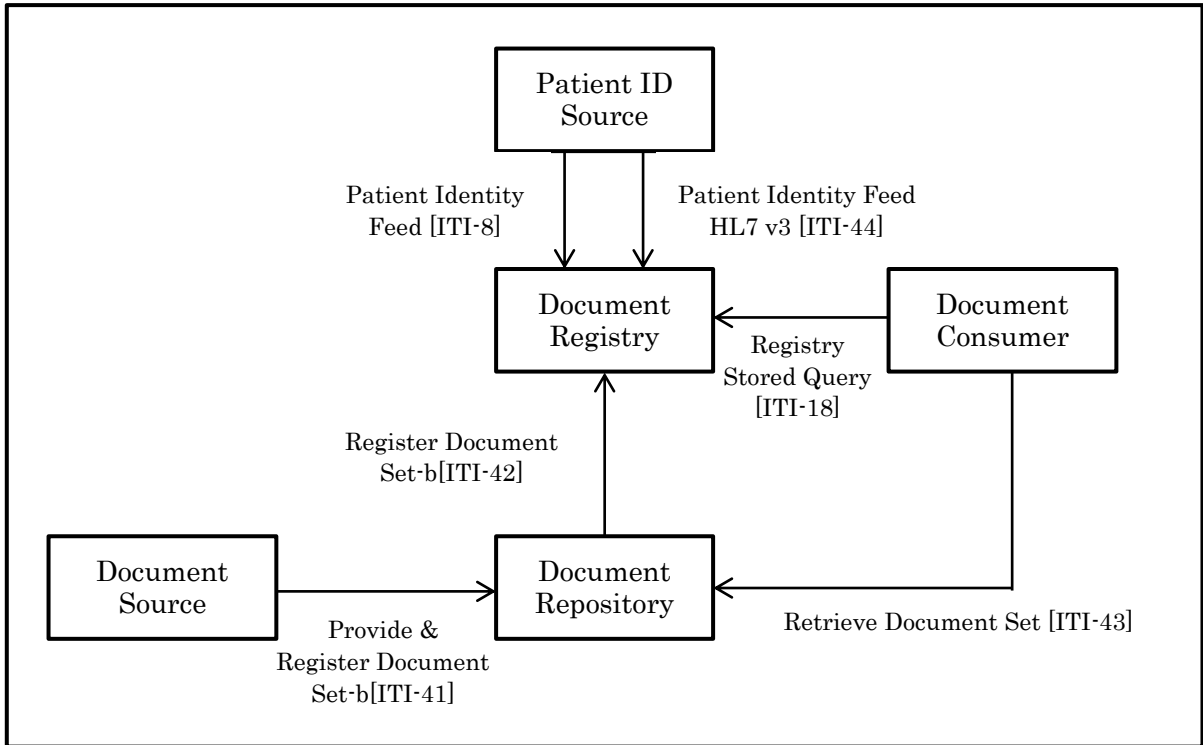 Patient ID
Source
Patient Identity
Feed [ITI-8]
Patient Identity Feed
HL7 v3 [ITI-44]
Document
Registry
Document
Consumer
Registry
Stored Query
[ITI-18]
Register Document
Set-b[ITI-42]
Document
Source
Document
Repository
Provide &
Register Document
Set-b[ITI-41]
Retrieve Document Set [ITI-43]